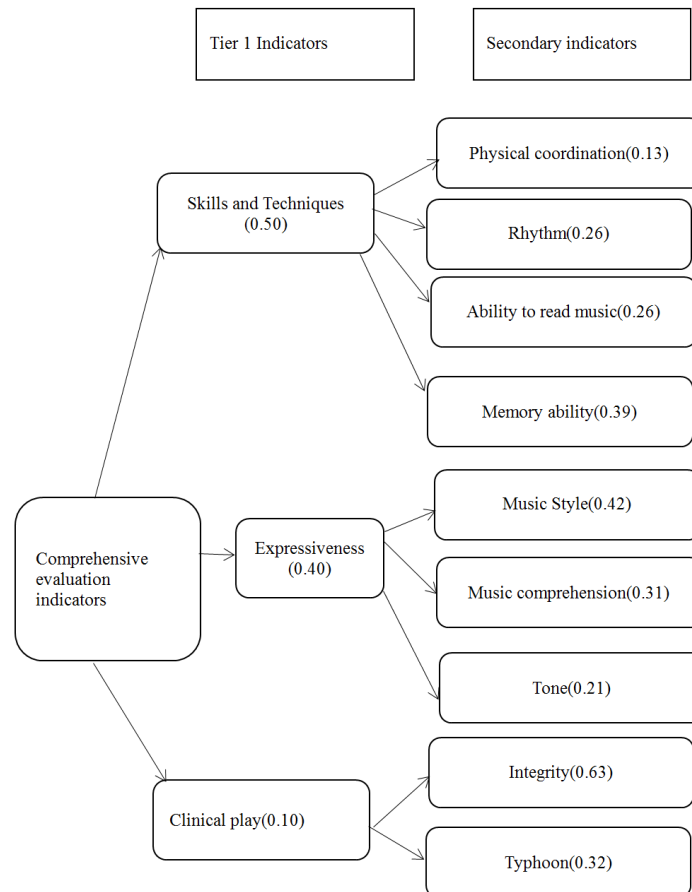 Tier 1 Indicators
Secondary indicators
Physical coordination(0.13)
Skills and Techniques
(0.50)
Rhythm(0.26)
Ability to read music(0.26)
Memory ability(0.39)
Music Style(0.42)
Comprehensive
evaluation
indicators
Expressiveness
(0.40)
Music comprehension(0.31)
Tone(0.21)
Integrity(0.63)
Clinical play(0.10)
Typhoon(0.32)